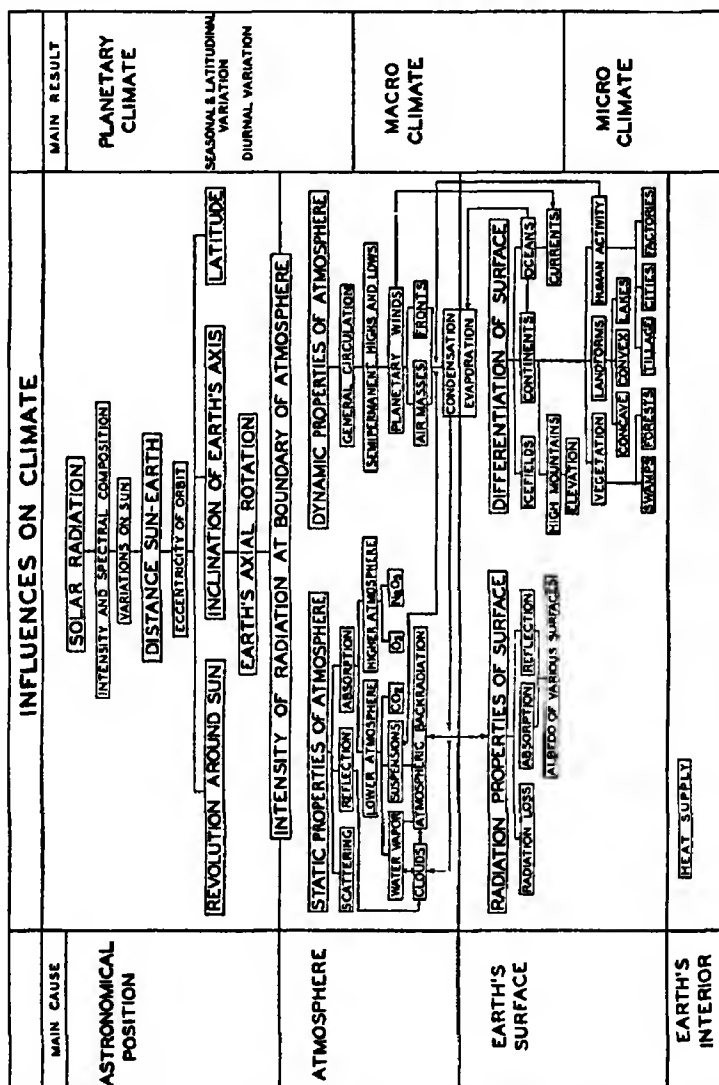 INFLUENCES ON CLIMATE
MAIN CAUSE
MAIN RESULT
ASTRONOMICAL
POSITION
SOLAR RADIATION
INTENSITY AND SPECTRAL COMPOSITION
VARIATIONS ON SUN
DISTANCE SUN-EARTH
ECCENTRICITY OF ORBIT
REVOLUTION AROUND SUN
INCLINATION OF EARTH'S AXIS
LATITUDE
EARTH'S AXIAL ROTATION
INTENSITY OF RADIATION AT BOUNDARY OF ATMOSPHERE
PLANETARY
CLIMATE
SEASONAL & LATITUDINAL
VARIATION
DIURNAL VARIATION
ATMOSPHERE
STATIC PROPERTIES OF ATMOSPHERE
SCATTERING REFLECTION ABSORPTION
LOWER ATMOSPHERE HIGHER ATMOSPHERE
WATER VAPOR SUSPENSIONS CO₂ O₃
CLOUDS ATMOSPHERIC BACKRADIATION
DYNAMIC PROPERTIES OF ATMOSPHERE
GENERAL CIRCULATION
SEMIPERMANENT HIGHS AND LOWS
PLANETARY WINDS
AIR MASSES FRONTS
CONDENSATION
EVAPORATION
MACRO
CLIMATE
EARTH'S
SURFACE
RADIATION PROPERTIES OF SURFACE
RADIATION LOSS ABSORPTION REFLECTION
ALBEDO OF VARIOUS SURFACES
DIFFERENTIATION OF SURFACE
ICEFIELDS CONTINENTS OCEANS
HIGH MOUNTAINS CURRENTS
ELEVATION
VEGETATION LANDFORMS HUMAN ACTIVITY
CONCAVE CONVEX LAKES
SWAMPS FORESTS TILLAGE CITIES FACTORIES
MICRO
CLIMATE
EARTH'S
INTERIOR
HEAT SUPPLY